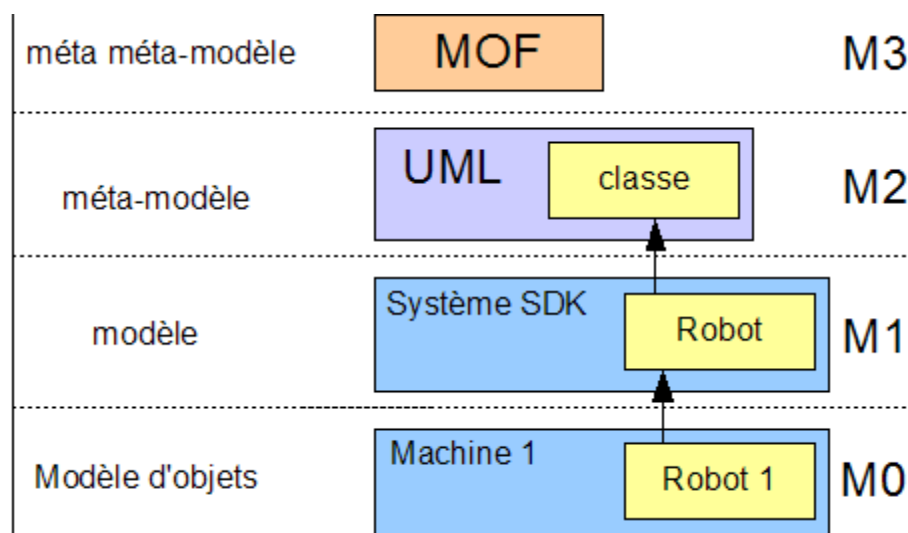 méta méta-modèle
MOF
M3
méta-modèle
UML
classe
M2
modèle
Système SDK
Robot
M1
Modèle d'objets
Machine 1
Robot 1
M0